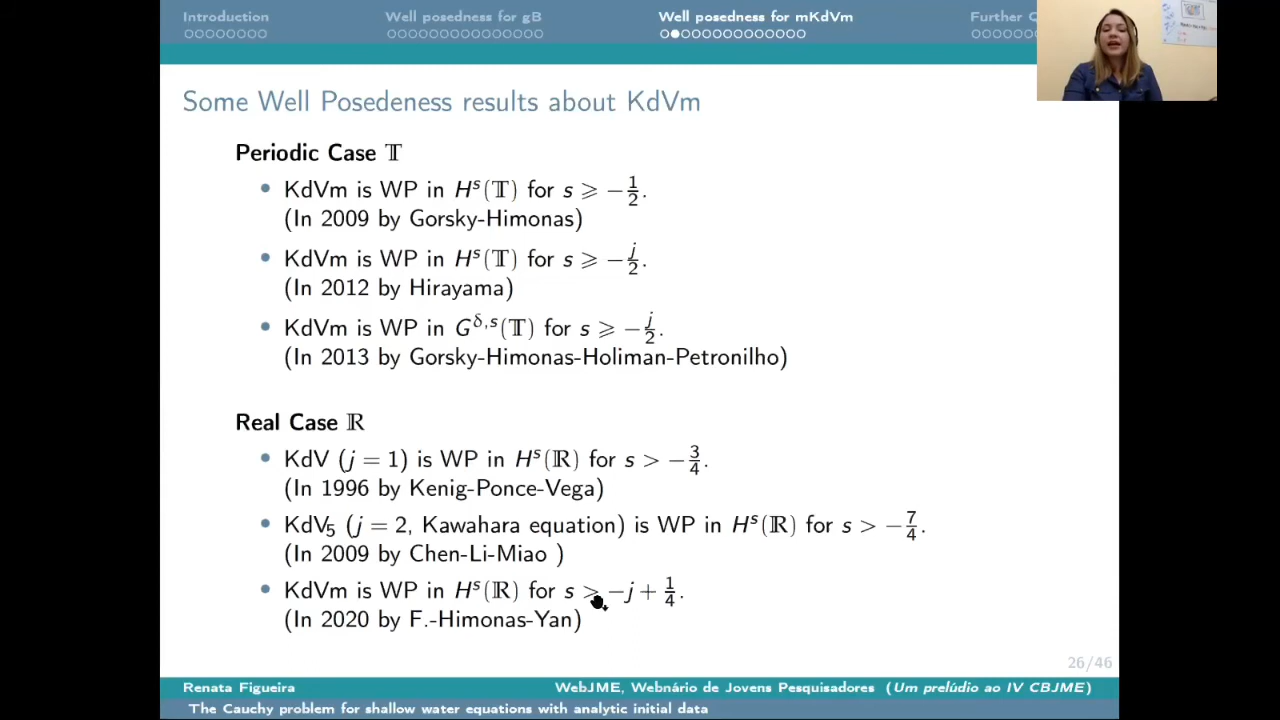 Introduction
Well posedness for gB
Well posedness for mKdVm
Further
Some Well Posedeness results about KdVm
Periodic Case 𝕋
KdVm is WP in Hˢ(𝕋) for s ⩾ −1/2.
(In 2009 by Gorsky-Himonas)
KdVm is WP in Hˢ(𝕋) for s ⩾ −j/2.
(In 2012 by Hirayama)
KdVm is WP in G^{δ,s}(𝕋) for s ⩾ −j/2.
(In 2013 by Gorsky-Himonas-Holiman-Petronilho)
Real Case ℝ
KdV (j = 1) is WP in Hˢ(ℝ) for s > −3/4.
(In 1996 by Kenig-Ponce-Vega)
KdV₅ (j = 2, Kawahara equation) is WP in Hˢ(ℝ) for s > −7/4.
(In 2009 by Chen-Li-Miao )
KdVm is WP in Hˢ(ℝ) for s > −j + 1/4.
(In 2020 by F.-Himonas-Yan)
26/46
Renata Figueira
WebJME, Webnário de Jovens Pesquisadores (Um prelúdio ao IV CBJME)
The Cauchy problem for shallow water equations with analytic initial data